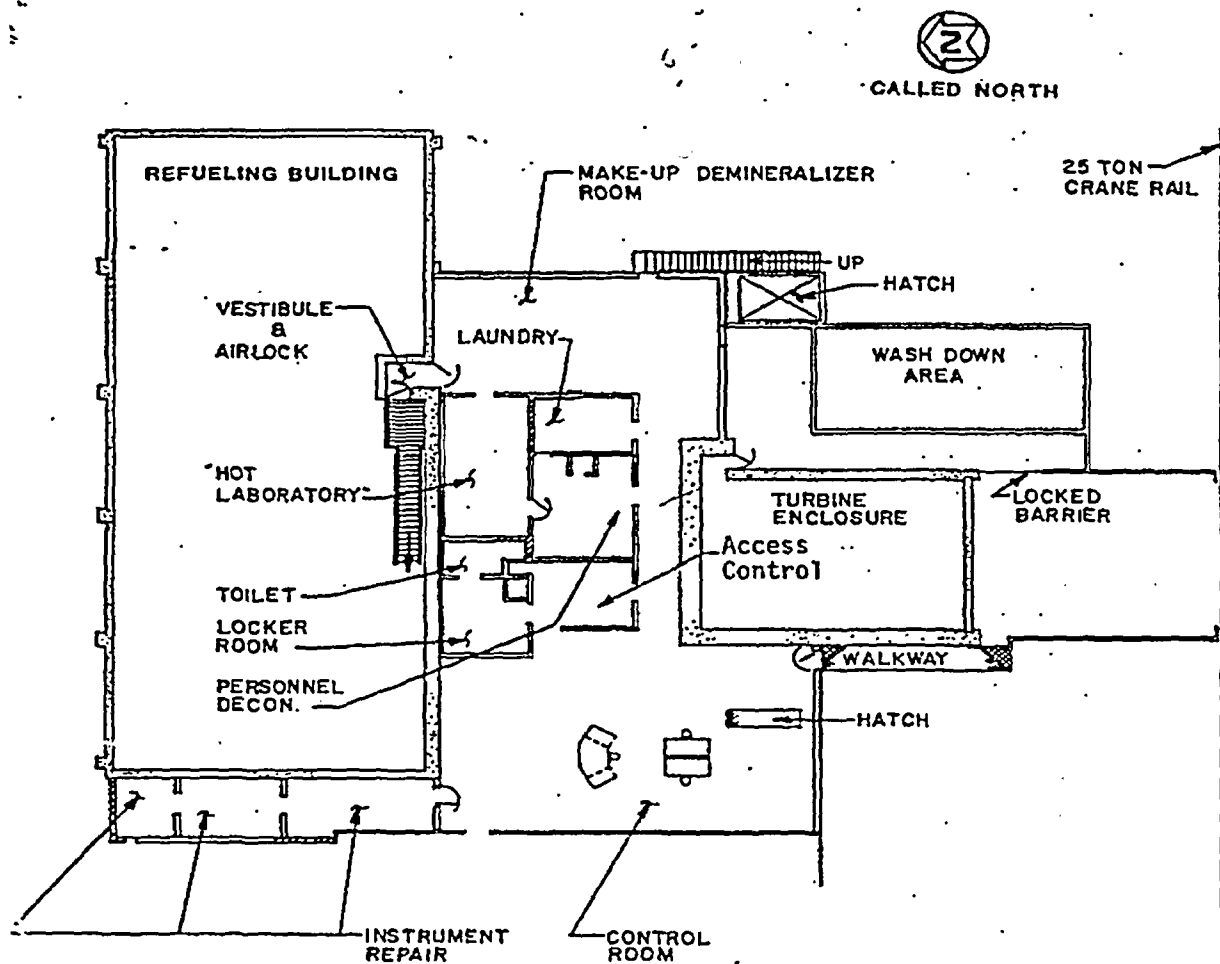 N
CALLED NORTH
REFUELING BUILDING
MAKE-UP DEMINERALIZER
ROOM
25 TON
CRANE RAIL
UP
HATCH
VESTIBULE
&
AIRLOCK
LAUNDRY
WASH DOWN
AREA
HOT
LABORATORY
TURBINE
ENCLOSURE
LOCKED
BARRIER
Access
Control
TOILET
LOCKER
ROOM
WALKWAY
PERSONNEL
DECON.
HATCH
INSTRUMENT
REPAIR
CONTROL
ROOM